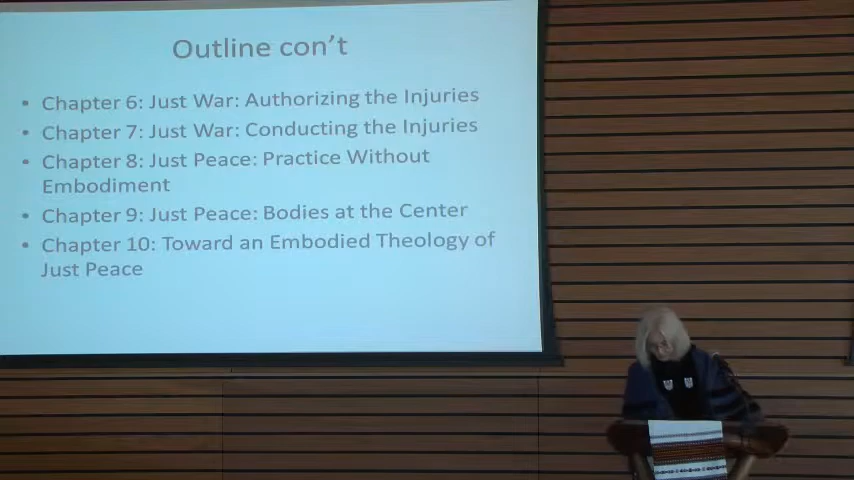 Outline con't
• Chapter 6: Just War: Authorizing the Injuries
• Chapter 7: Just War: Conducting the Injuries
• Chapter 8: Just Peace: Practice Without
Embodiment
• Chapter 9: Just Peace: Bodies at the Center
• Chapter 10: Toward an Embodied Theology of
Just Peace